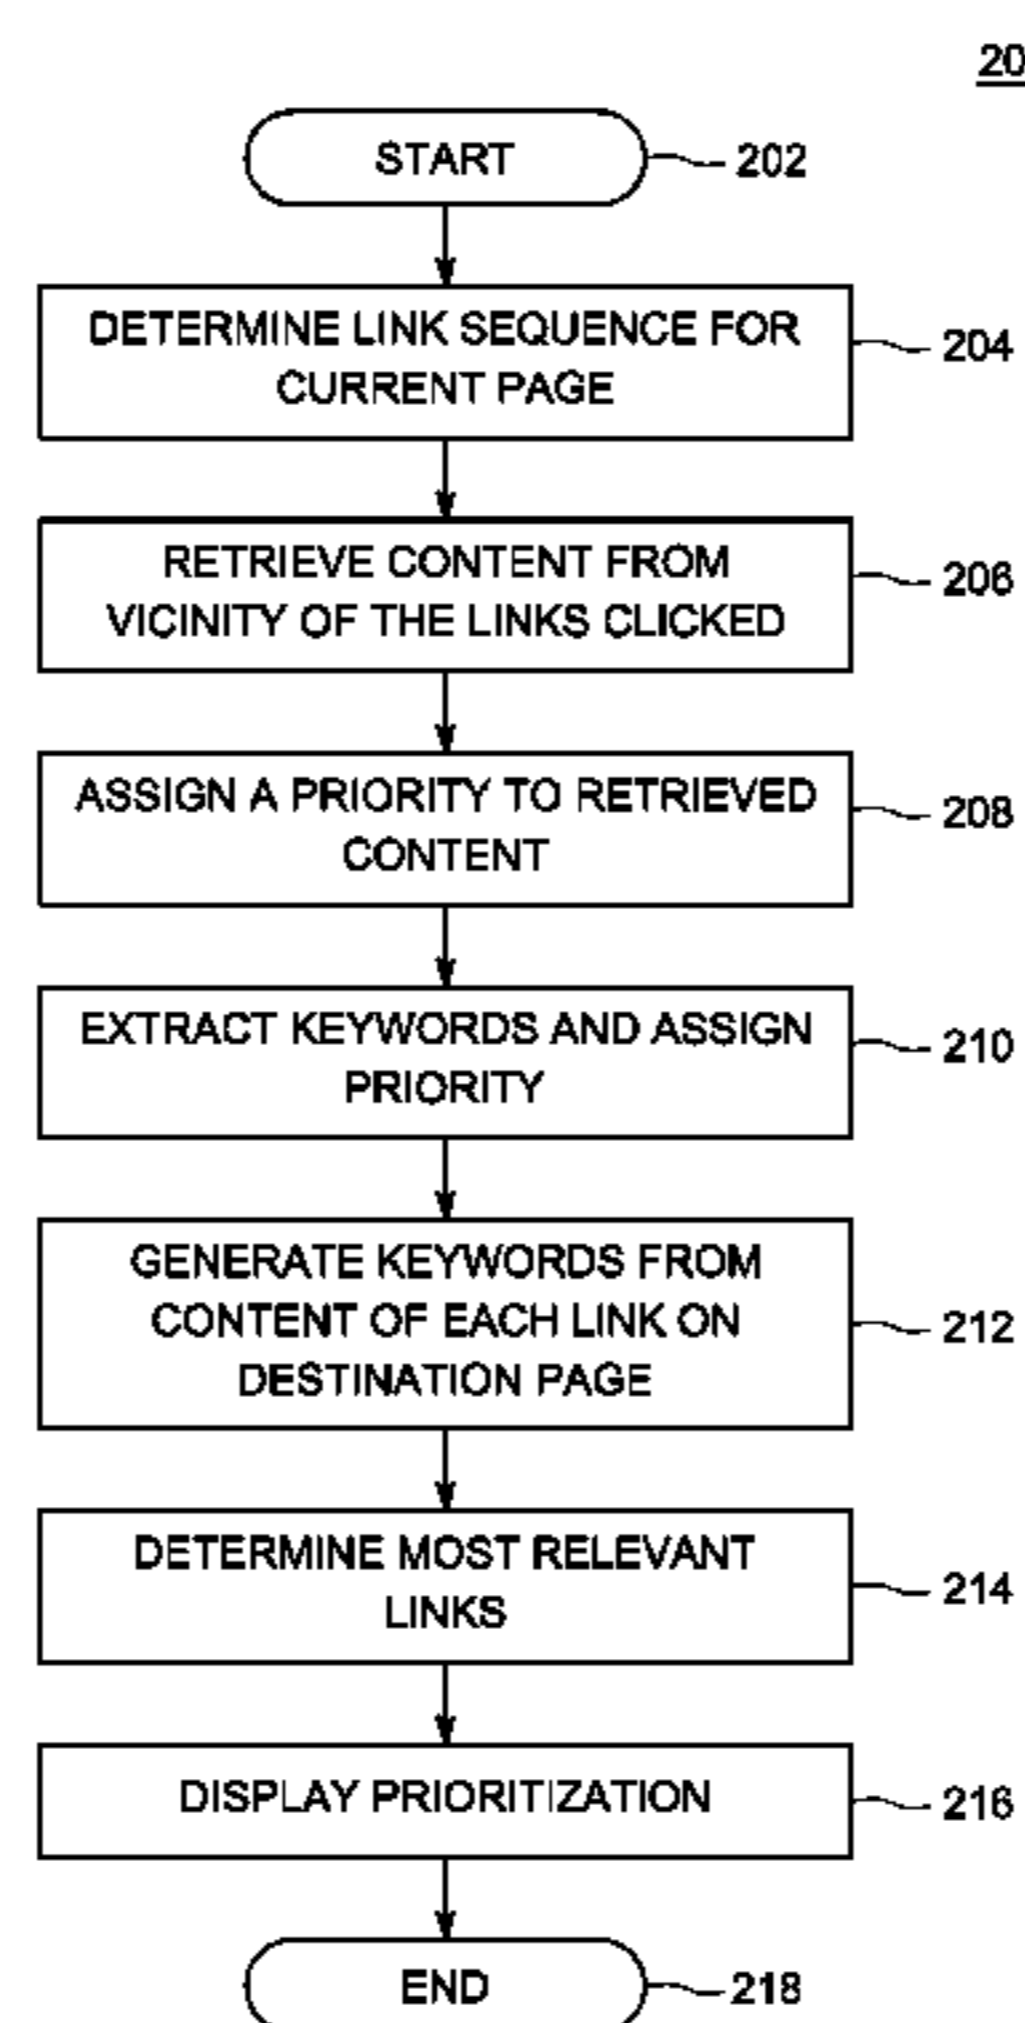 20
START
202
DETERMINE LINK SEQUENCE FOR
CURRENT PAGE
204
RETRIEVE CONTENT FROM
VICINITY OF THE LINKS CLICKED
206
ASSIGN A PRIORITY TO RETRIEVED
CONTENT
208
EXTRACT KEYWORDS AND ASSIGN
PRIORITY
210
GENERATE KEYWORDS FROM
CONTENT OF EACH LINK ON
DESTINATION PAGE
212
DETERMINE MOST RELEVANT
LINKS
214
DISPLAY PRIORITIZATION
216
END
218